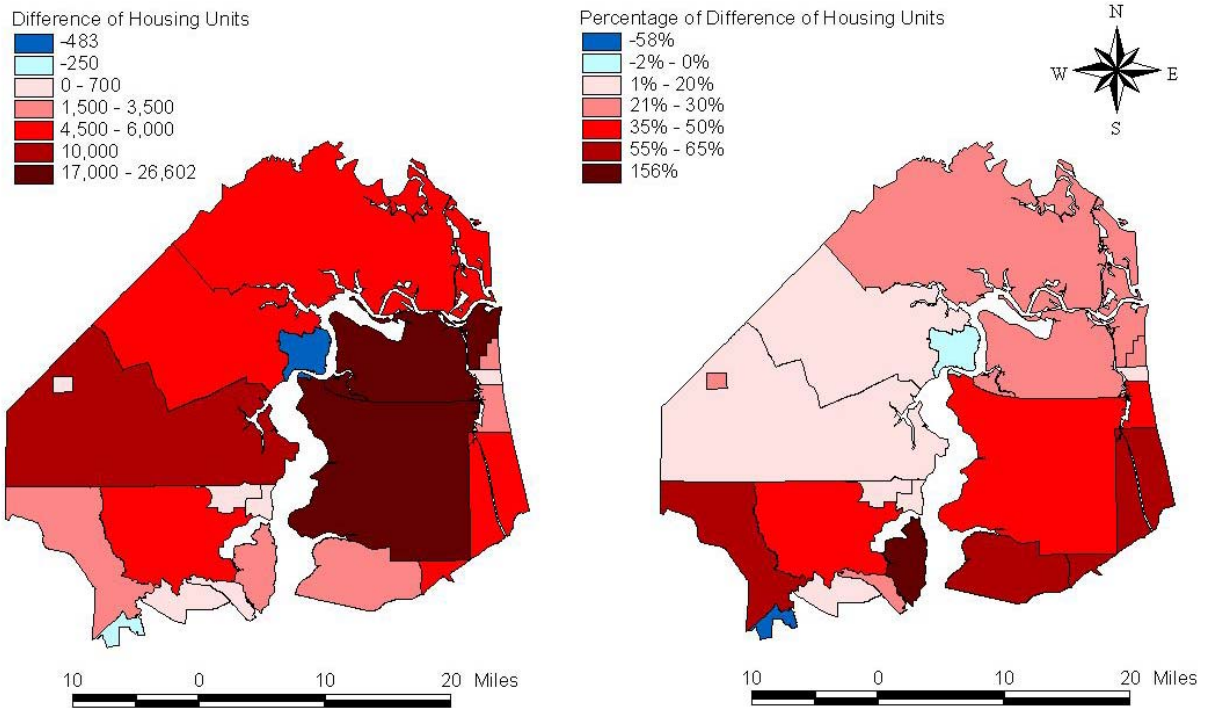 Difference of Housing Units
-483
-250
0 - 700
1,500 - 3,500
4,500 - 6,000
10,000
17,000 - 26,602
Percentage of Difference of Housing Units
-58%
-2% - 0%
1% - 20%
21% - 30%
35% - 50%
55% - 65%
156%
N
W E
S
10 0 10 20 Miles
10 0 10 20 Miles